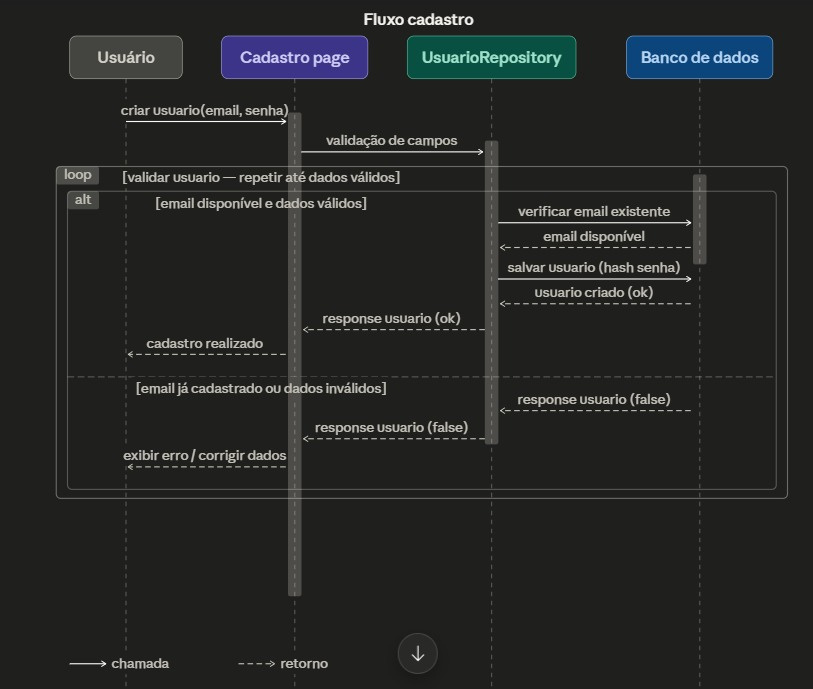 Fluxo cadastro
Usuário
Cadastro page
UsuarioRepository
Banco de dados
criar usuario(email, senha)
validação de campos
loop
[validar usuario — repetir até dados válidos]
alt
[email disponível e dados válidos]
verificar email existente
email disponível
salvar usuario (hash senha)
usuario criado (ok)
response usuario (ok)
cadastro realizado
[email já cadastrado ou dados inválidos]
response usuario (false)
response usuario (false)
exibir erro / corrigir dados
chamada
retorno